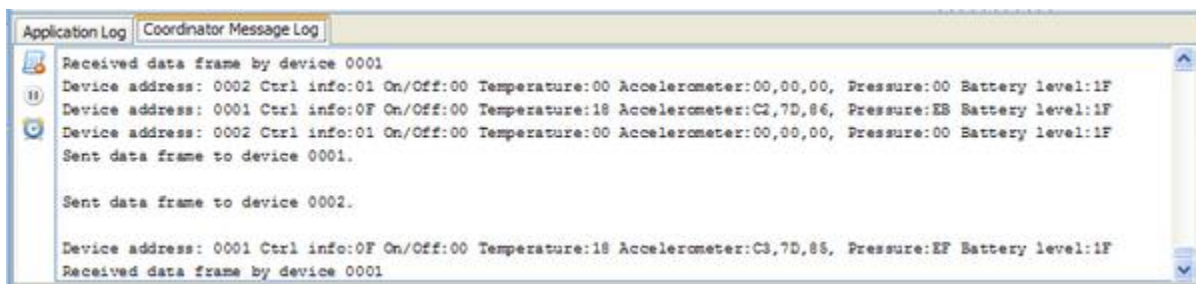 Application Log Coordinator Message Log
Received data frame by device 0001
Device address: 0002 Ctrl info:01 On/Off:00 Temperature:00 Accelerometer:00,00,00, Pressure:00 Battery level:1F
Device address: 0001 Ctrl info:0F On/Off:00 Temperature:18 Accelerometer:C2,7D,86, Pressure:EB Battery level:1F
Device address: 0002 Ctrl info:01 On/Off:00 Temperature:00 Accelerometer:00,00,00, Pressure:00 Battery level:1F
Sent data frame to device 0001.
Sent data frame to device 0002.
Device address: 0001 Ctrl info:0F On/Off:00 Temperature:18 Accelerometer:C3,7D,85, Pressure:EF Battery level:1F
Received data frame by device 0001